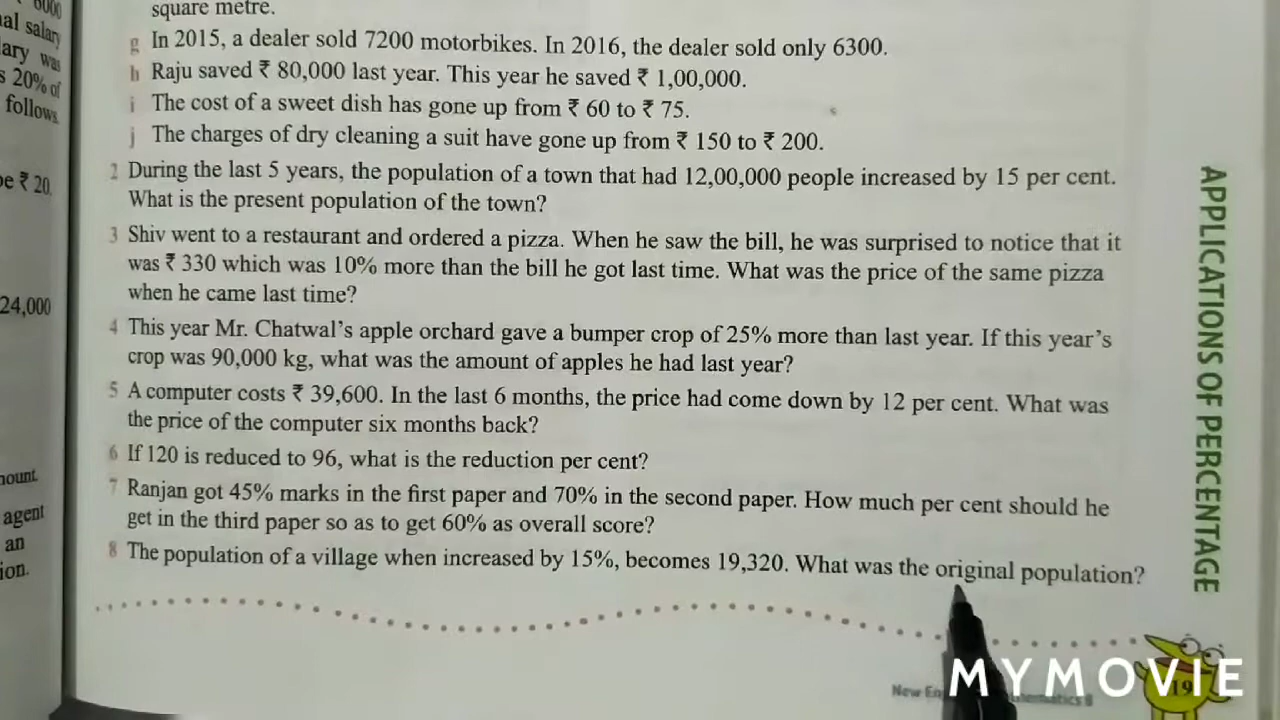 6000
al salary
lary was
s 20% of
follows.
be ₹ 20.
24,000
mount.
agent
an
ion.
square metre.
g In 2015, a dealer sold 7200 motorbikes. In 2016, the dealer sold only 6300.
h Raju saved ₹ 80,000 last year. This year he saved ₹ 1,00,000.
i The cost of a sweet dish has gone up from ₹ 60 to ₹ 75.
j The charges of dry cleaning a suit have gone up from ₹ 150 to ₹ 200.
2 During the last 5 years, the population of a town that had 12,00,000 people increased by 15 per cent.
What is the present population of the town?
3 Shiv went to a restaurant and ordered a pizza. When he saw the bill, he was surprised to notice that it
was ₹ 330 which was 10% more than the bill he got last time. What was the price of the same pizza
when he came last time?
4 This year Mr. Chatwal's apple orchard gave a bumper crop of 25% more than last year. If this year's
crop was 90,000 kg, what was the amount of apples he had last year?
5 A computer costs ₹ 39,600. In the last 6 months, the price had come down by 12 per cent. What was
the price of the computer six months back?
6 If 120 is reduced to 96, what is the reduction per cent?
7 Ranjan got 45% marks in the first paper and 70% in the second paper. How much per cent should he
get in the third paper so as to get 60% as overall score?
8 The population of a village when increased by 15%, becomes 19,320. What was the original population?
APPLICATIONS OF PERCENTAGE
New
MYMOVIE